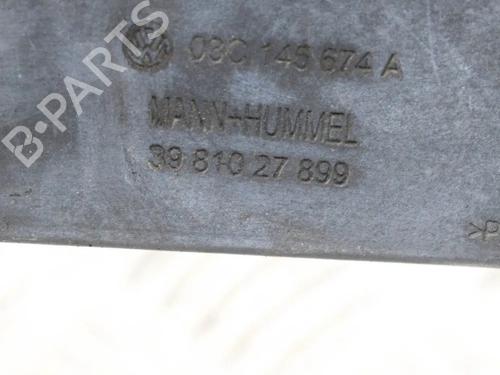 B-PARTS
03C 145 674 A
MANN+HUMMEL
39 810 27 899
>P